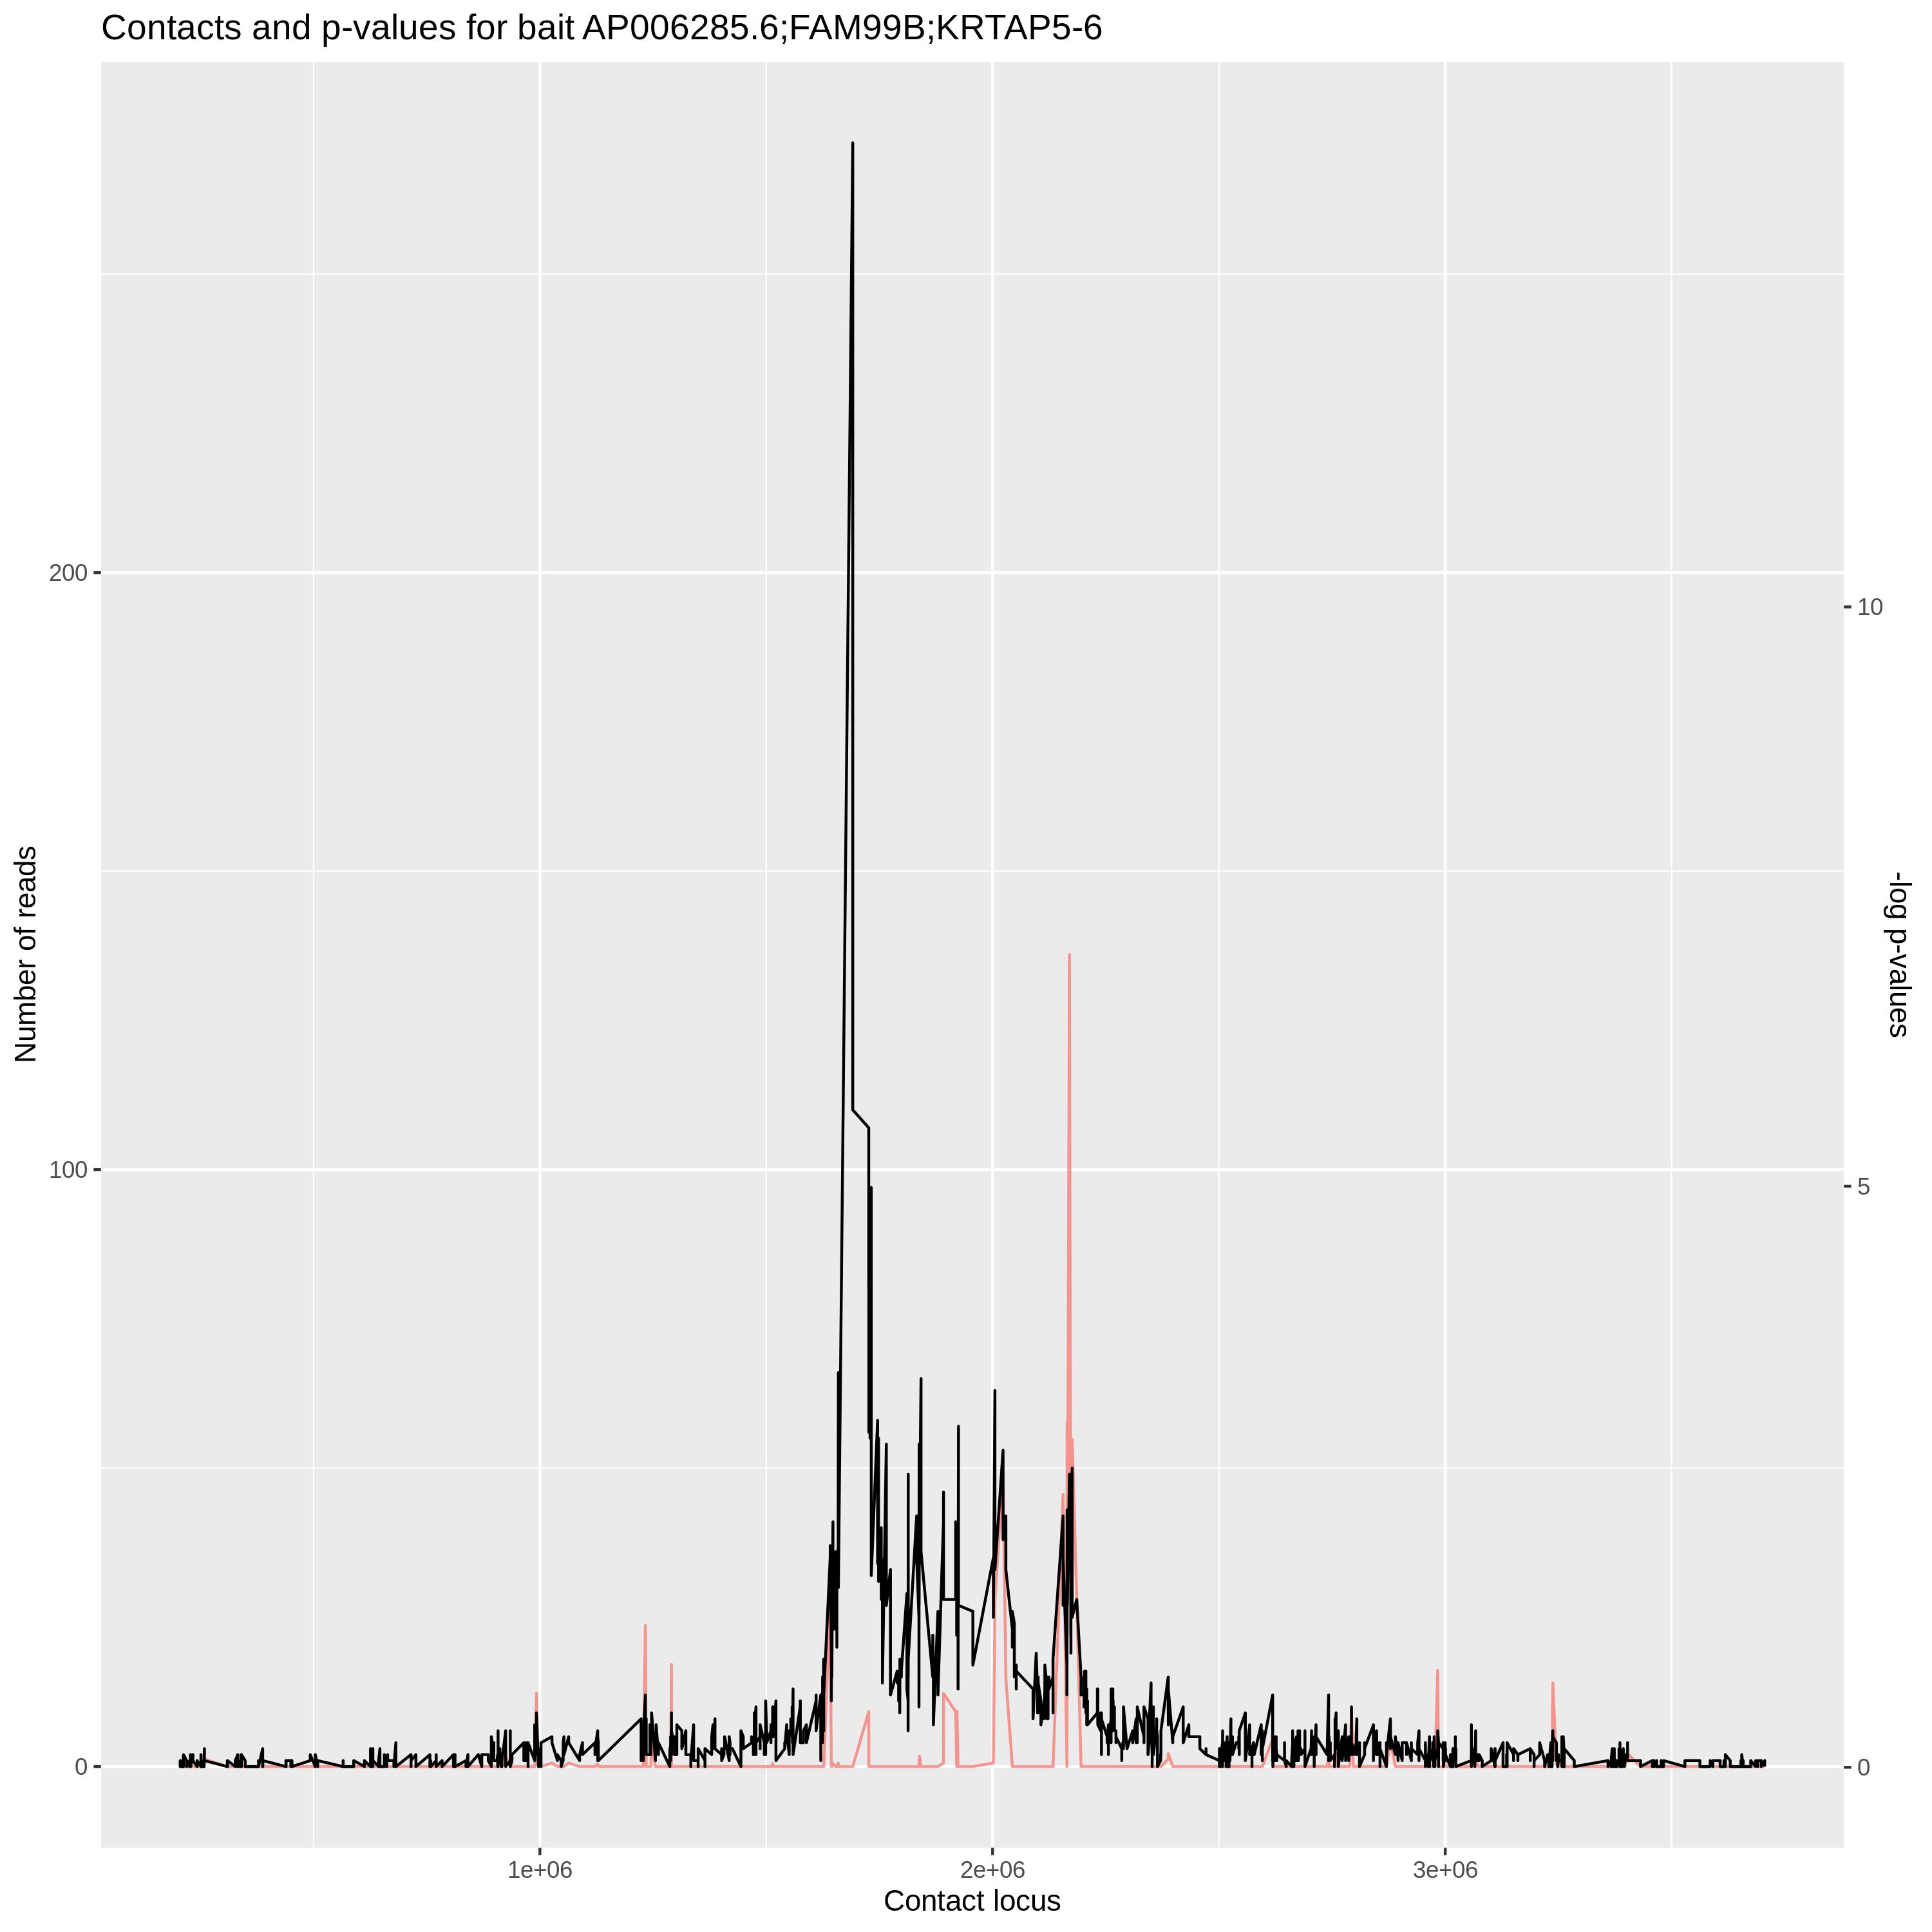 Contacts and p-values for bait AP006285.6;FAM99B;KRTAP5-6
Number of reads
200
100
0
10
5
0
-log p-values
1e+06
2e+06
3e+06
Contact locus